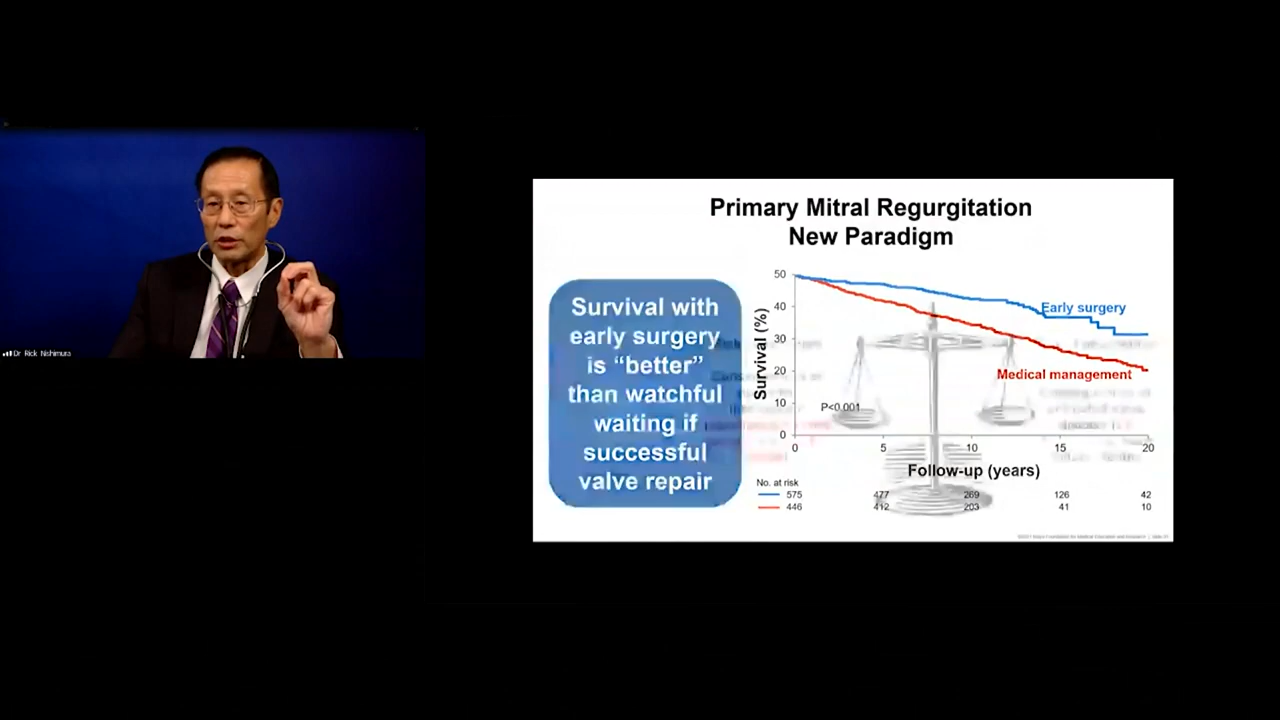 Dr Rick Nishimura
Primary Mitral Regurgitation
New Paradigm
Survival with
early surgery
is “better”
than watchful
waiting if
successful
valve repair
Survival (%)
50
40
30
20
10
0
Early surgery
Medical management
P<0.001
0 5 10 15 20
Follow-up (years)
No. at risk
575 477 269 126 42
446 412 203 41 10